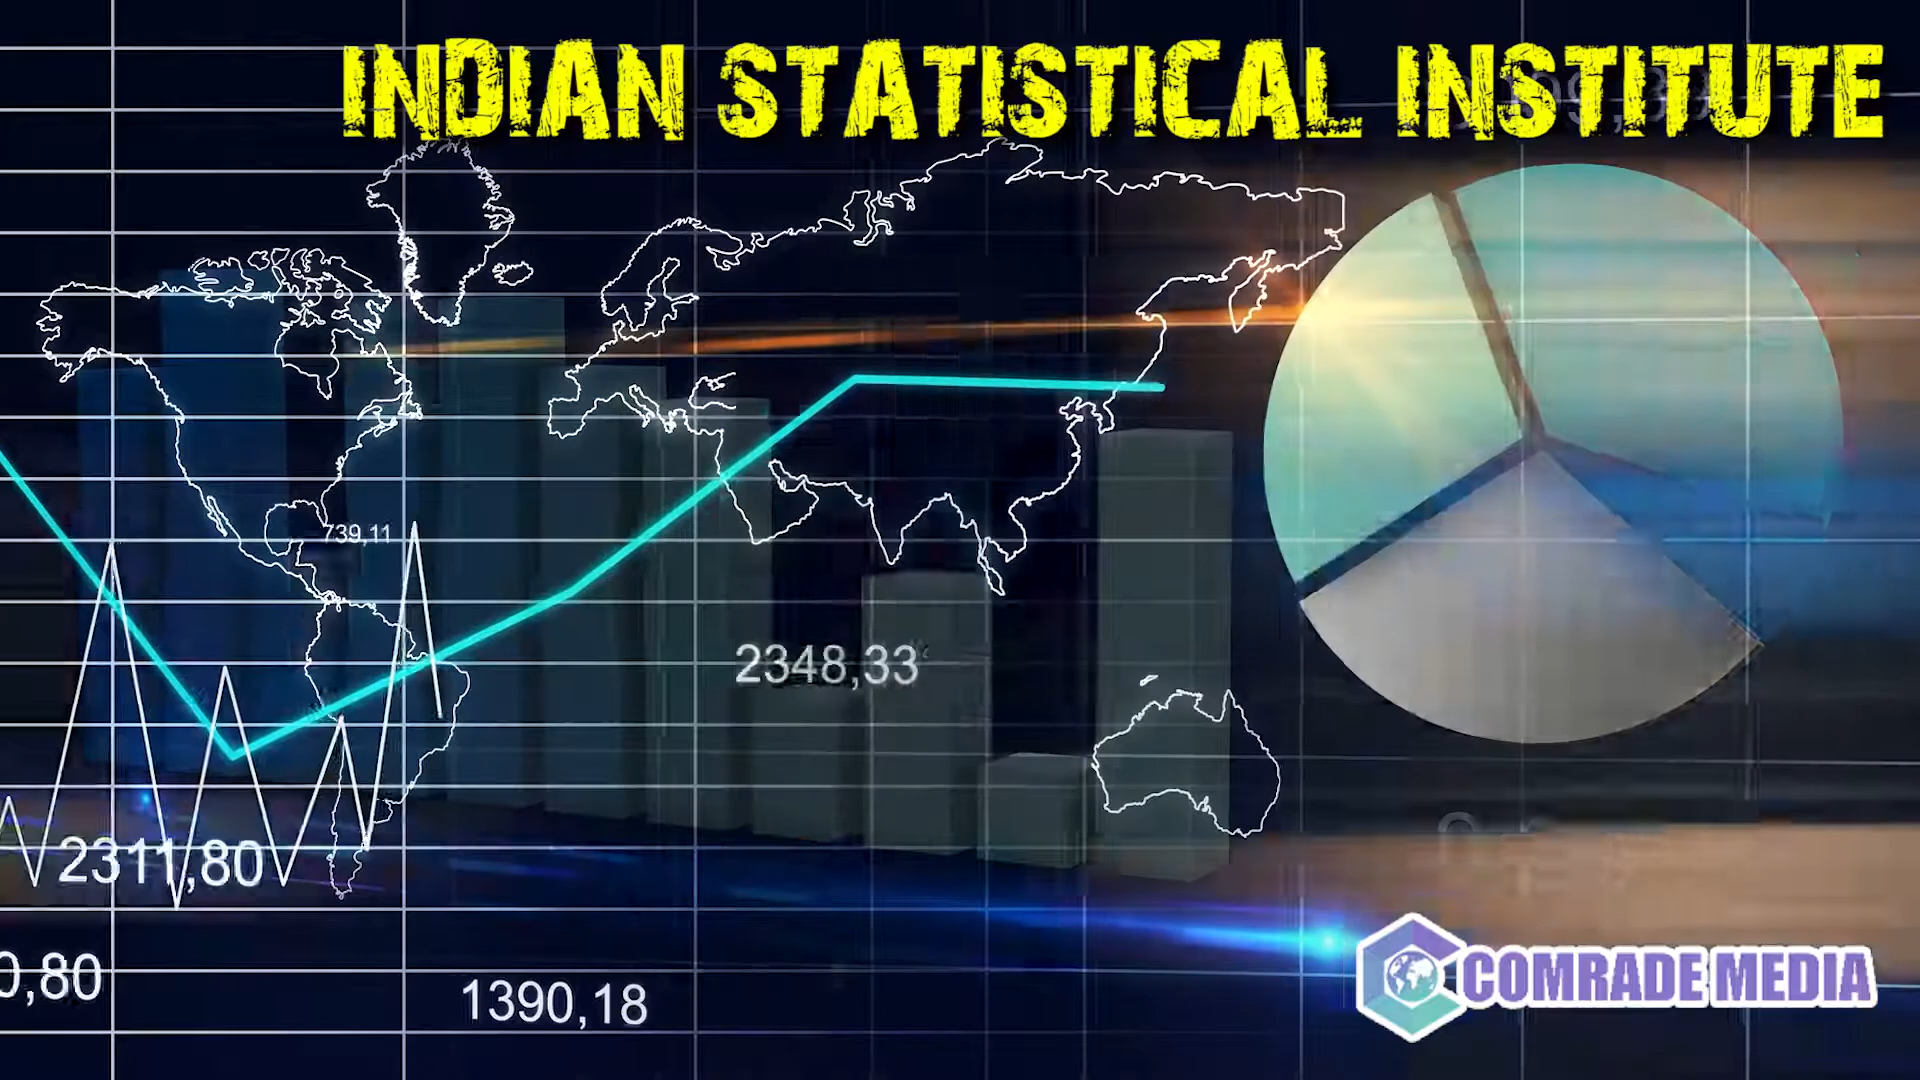 INDIAN STATISTICAL INSTITUTE
739,11
2348,33
2311,80
0,80
1390,18
COMRADE MEDIA